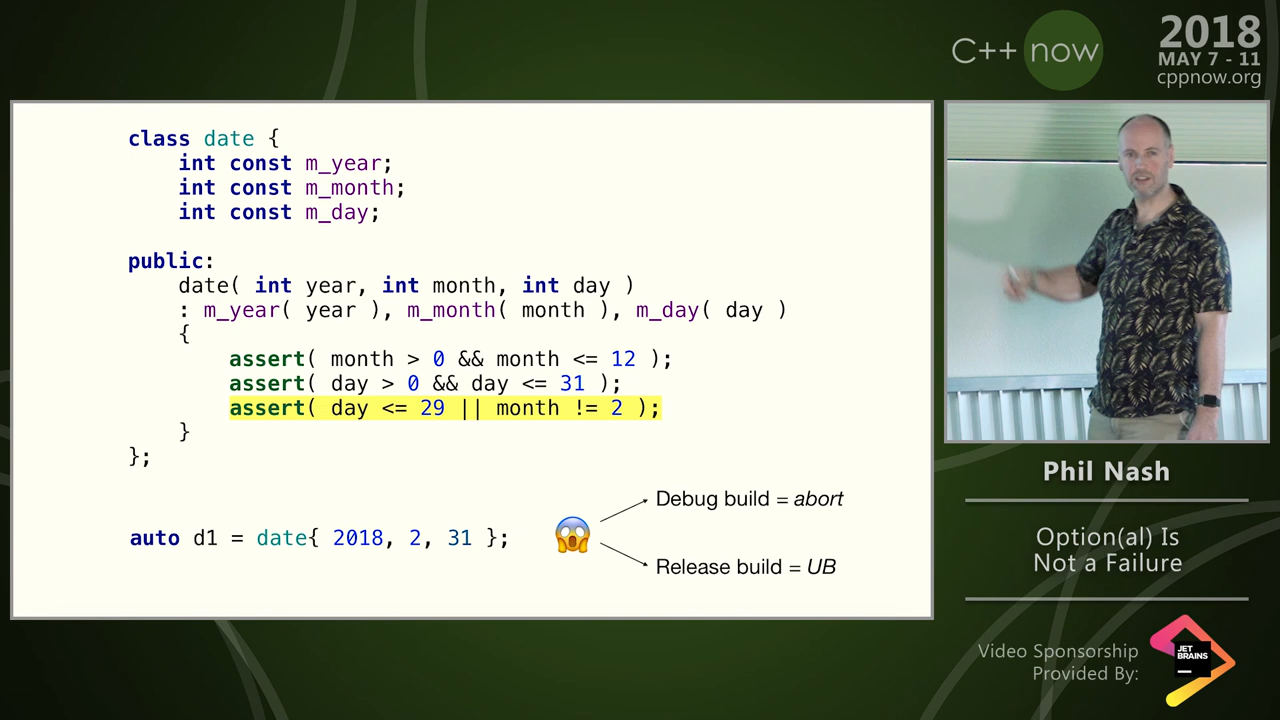 C++ now
2018
MAY 7 - 11
cppnow.org
class date {
    int const m_year;
    int const m_month;
    int const m_day;
public:
    date( int year, int month, int day )
    : m_year( year ), m_month( month ), m_day( day )
    {
        assert( month > 0 && month <= 12 );
        assert( day > 0 && day <= 31 );
        assert( day <= 29 || month != 2 );
    }
};
auto d1 = date{ 2018, 2, 31 };
Debug build = abort
Release build = UB
Phil Nash
Option(al) Is
Not a Failure
Video Sponsorship
Provided By:
JET
BRAINS